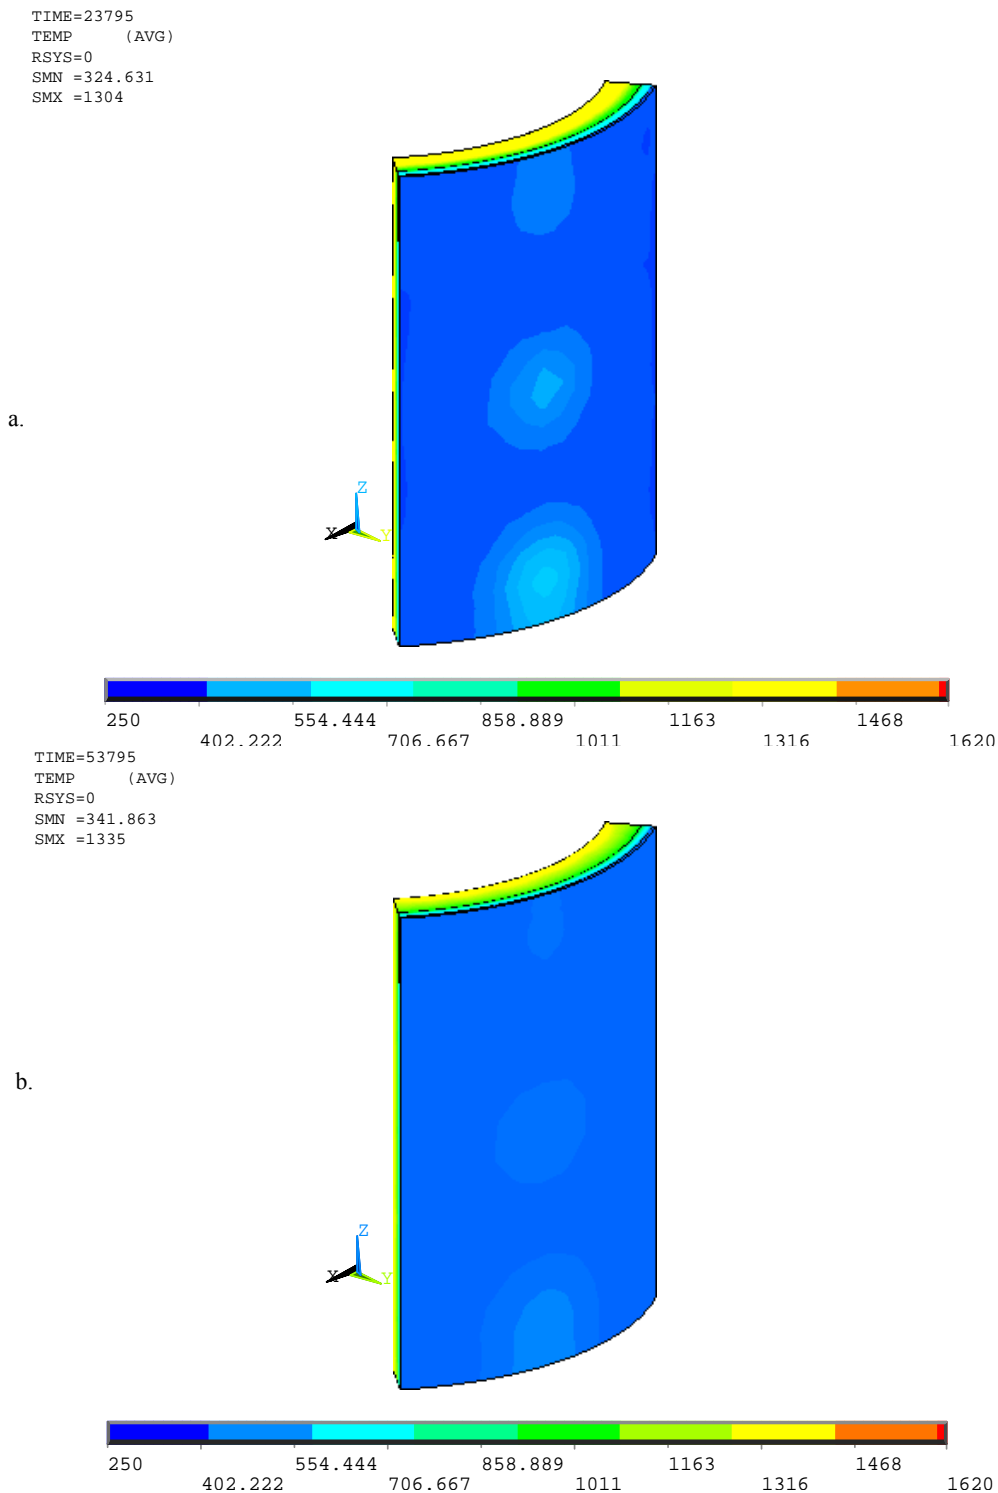 TIME=23795
TEMP (AVG)
RSYS=0
SMN =324.631
SMX =1304
a.
Z
X
Y
250 554.444 858.889 1163 1468
402.222 706.667 1011 1316 1620
TIME=53795
TEMP (AVG)
RSYS=0
SMN =341.863
SMX =1335
b.
Z
X
Y
250 554.444 858.889 1163 1468
402.222 706.667 1011 1316 1620